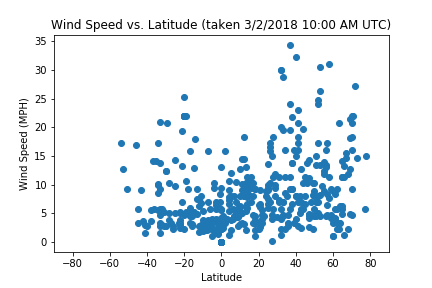 Wind Speed vs. Latitude (taken 3/2/2018 10:00 AM UTC)
Wind Speed (MPH)
35
30
25
20
15
10
5
0
−80 −60 −40 −20 0 20 40 60 80
Latitude